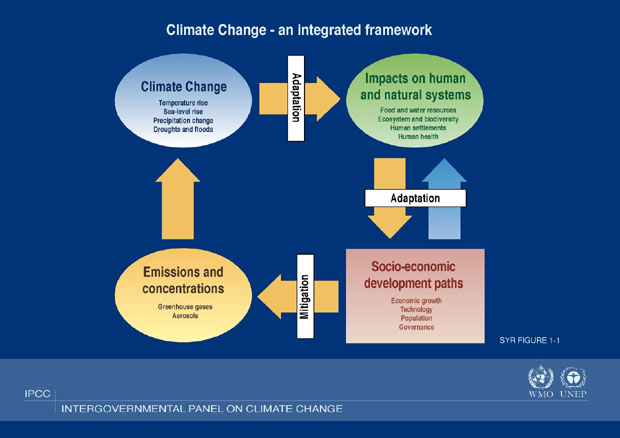 Climate Change - an integrated framework
Climate Change
Temperature rise
Sea-level rise
Precipitation change
Droughts and floods
Adaptation
Impacts on human
and natural systems
Food and water resources
Ecosystem and biodiversity
Human settlements
Human health
Adaptation
Emissions and
concentrations
Greenhouse gases
Aerosols
Mitigation
Socio-economic
development paths
Economic growth
Technology
Population
Governance
SYR FIGURE 1-1
WMO UNEP
IPCC
INTERGOVERNMENTAL PANEL ON CLIMATE CHANGE